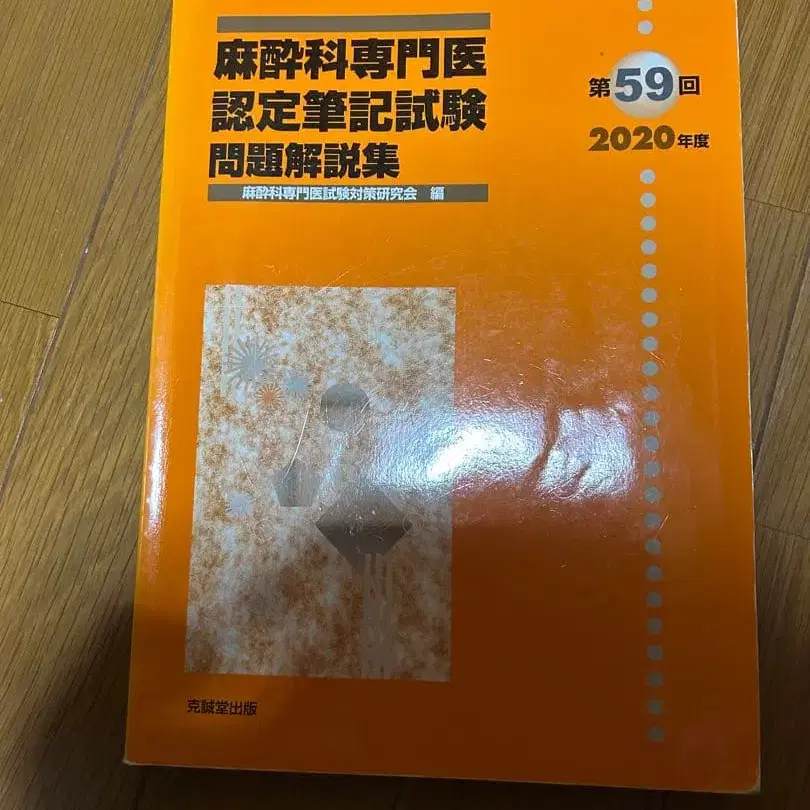 麻酔科専門医
認定筆記試験
問題解説集
麻酔科専門医試験対策研究会 編
第59回
2020年度
克誠堂出版